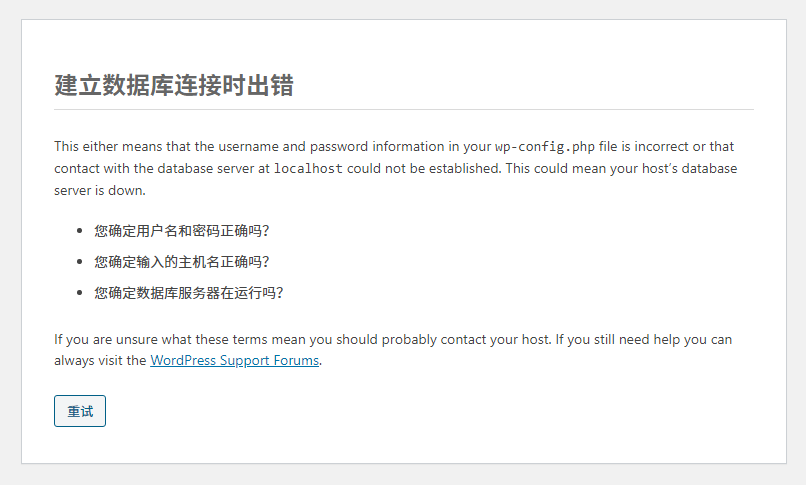 建立数据库连接时出错
This either means that the username and password information in your wp-config.php file is incorrect or that
contact with the database server at localhost could not be established. This could mean your host’s database
server is down.
您确定用户名和密码正确吗？
您确定输入的主机名正确吗？
您确定数据库服务器在运行吗？
If you are unsure what these terms mean you should probably contact your host. If you still need help you can
always visit the WordPress Support Forums.
重试